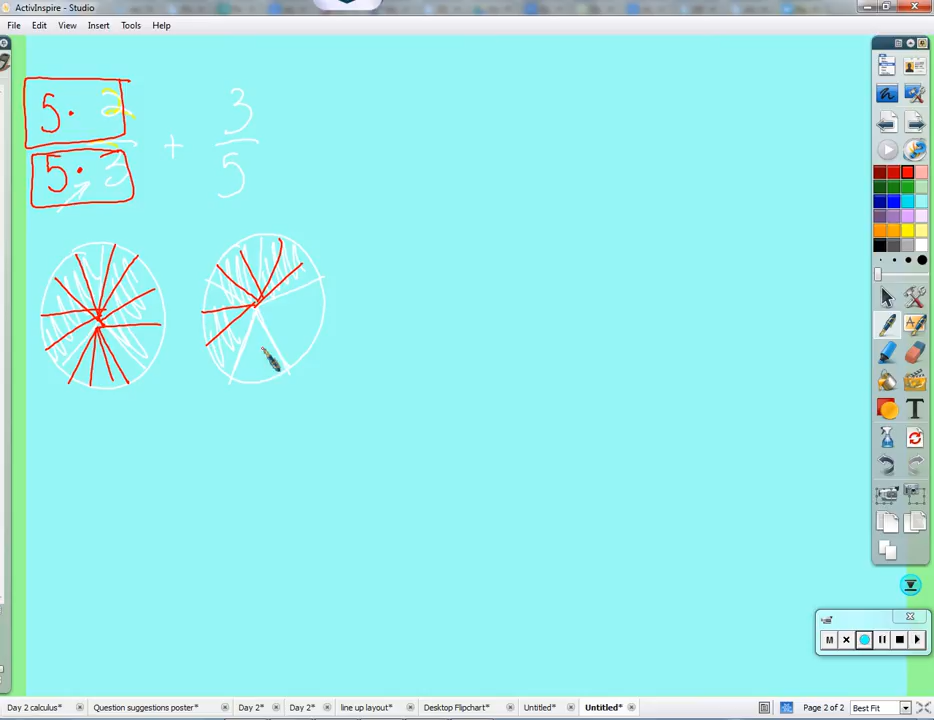 ActivInspire - Studio
File Edit View Insert Tools Help
5 · 2
5 · 3
+
3
5
T
M
Day 2 calculus* Question suggestions poster* Day 2* Day 2* line up layout* Desktop Flipchart* Untitled* Untitled* Page 2 of 2 Best Fit